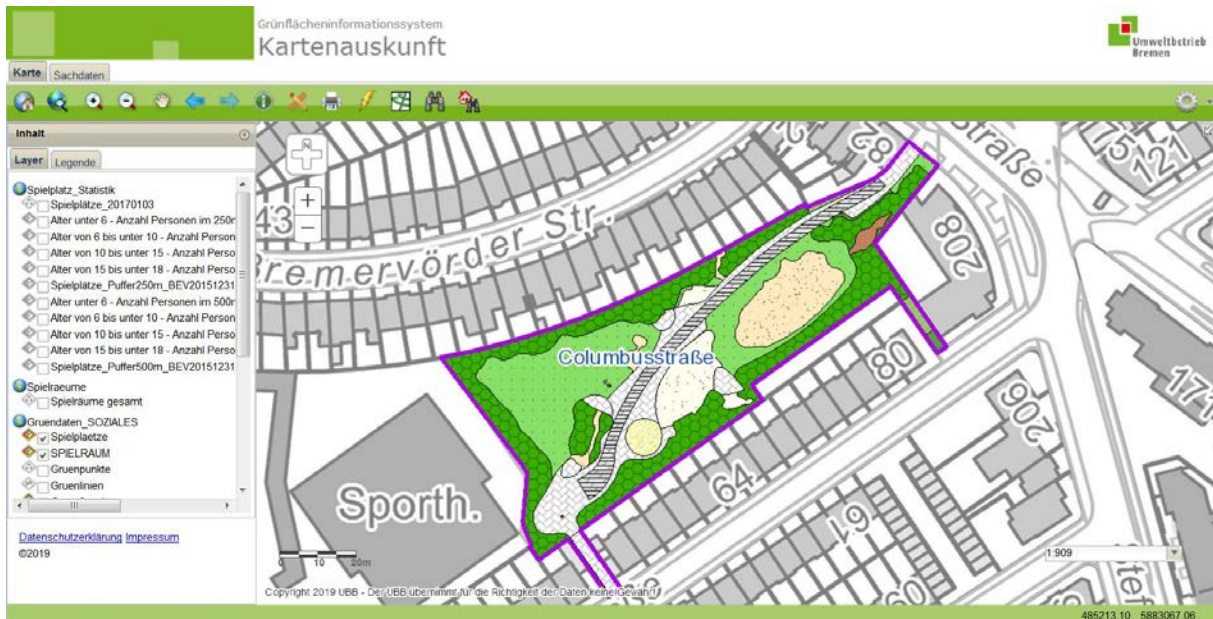 Grünflächeninformationssystem
Kartenauskunft
Umweltbetrieb
Bremen
Karte
Sachdaten
Inhalt
Layer
Legende
Spielplatz_Statistik
Spielplätze_20170103
Alter unter 6 - Anzahl Personen im 250r
Alter von 6 bis unter 10 - Anzahl Person
Alter von 10 bis unter 15 - Anzahl Perso
Alter von 15 bis unter 18 - Anzahl Perso
Spielplätze_Puffer250m_BEV20151231
Alter unter 6 - Anzahl Personen im 500r
Alter von 6 bis unter 10 - Anzahl Person
Alter von 10 bis unter 15 - Anzahl Perso
Alter von 15 bis unter 18 - Anzahl Perso
Spielplätze_Puffer500m_BEV20151231
Spielraeume
Spielräume gesamt
Gruendaten_SOZIALES
Spielplaetze
SPIELRAUM
Gruenpunkte
Gruenlinien
Datenschutzerklärung Impressum
©2019
N
+
−
43
Bremervörder Str.
28
Straße
75
121
208
Columbusstraße
80
206
171
64
67
60
Sporth.
0 10 20m
1:909
Copyright 2019 UBB - Der UBB übernimmt für die Richtigkeit der Daten keine Gewähr!
485213.10 5883067.06